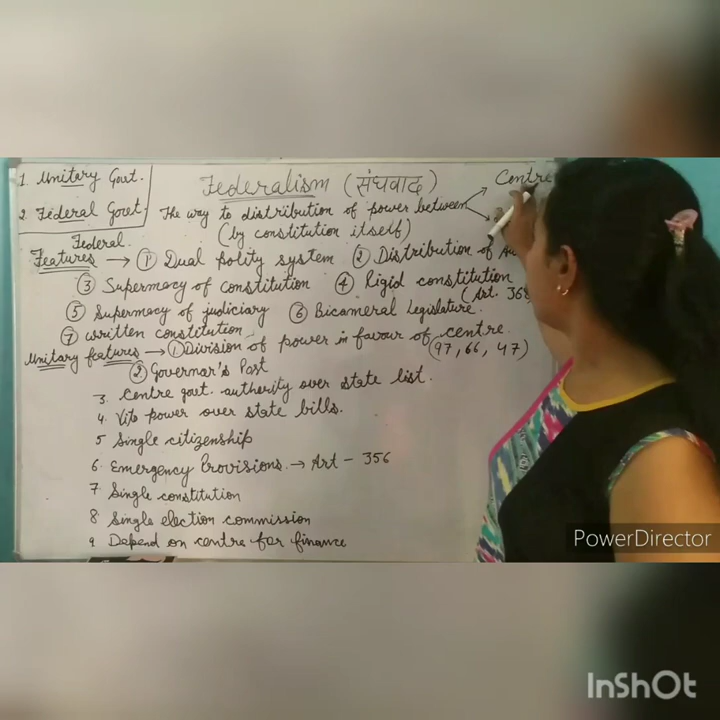 1. Unitary Govt.
2. Federal Govt.
Federalism (संघवाद)
Centre
The way to distribution of power between
(by constitution itself)
Federal
Features → ① Dual polity system ② Distribution of
③ Supermacy of constitution ④ Rigid constitution
(Art. 368
⑤ Supermacy of judiciary ⑥ Bicameral Legislature.
⑦ written constitution
Unitary features → ① Division of power in favour of centre
(97, 66, 47)
② Governar's Post
3. Centre govt. authority over state list.
4. Vito power over state bills.
5 Single citizenship
6. Emergency Provisions. → Art - 356
7. Single constitution
8 Single election commission
9 Depend on centre for finance
PowerDirector
InShOt